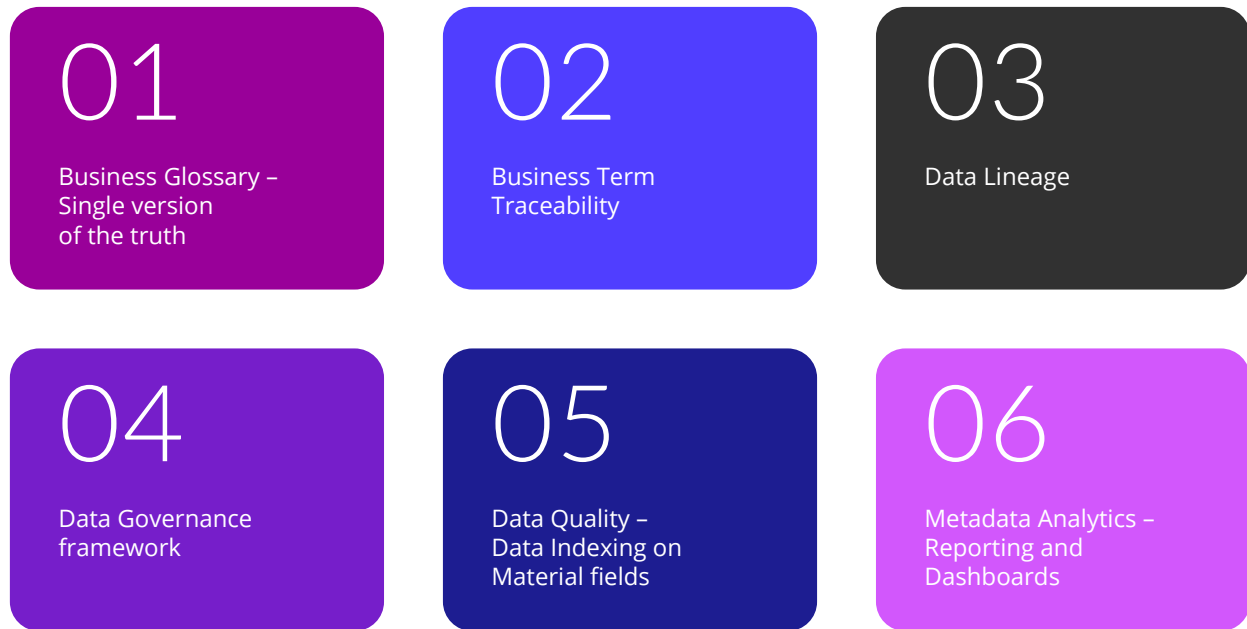 01
Business Glossary –
Single version
of the truth
02
Business Term
Traceability
03
Data Lineage
04
Data Governance
framework
05
Data Quality –
Data Indexing on
Material fields
06
Metadata Analytics –
Reporting and
Dashboards